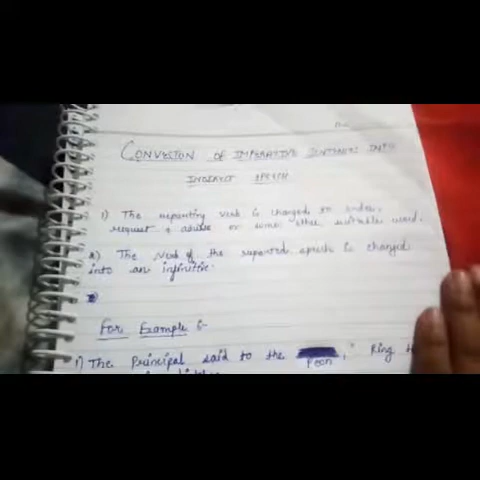 CONVESTON OF IMPERATIVE SENTENCES INTO
INDIRECT SPEECH
1) The repeating verb is changed to order,
request & advise or some other suitable word.
2) The verb of the reported speech is changed
into an infinitive.
For Example :-
1) The Principal said to the Peon, " Ring